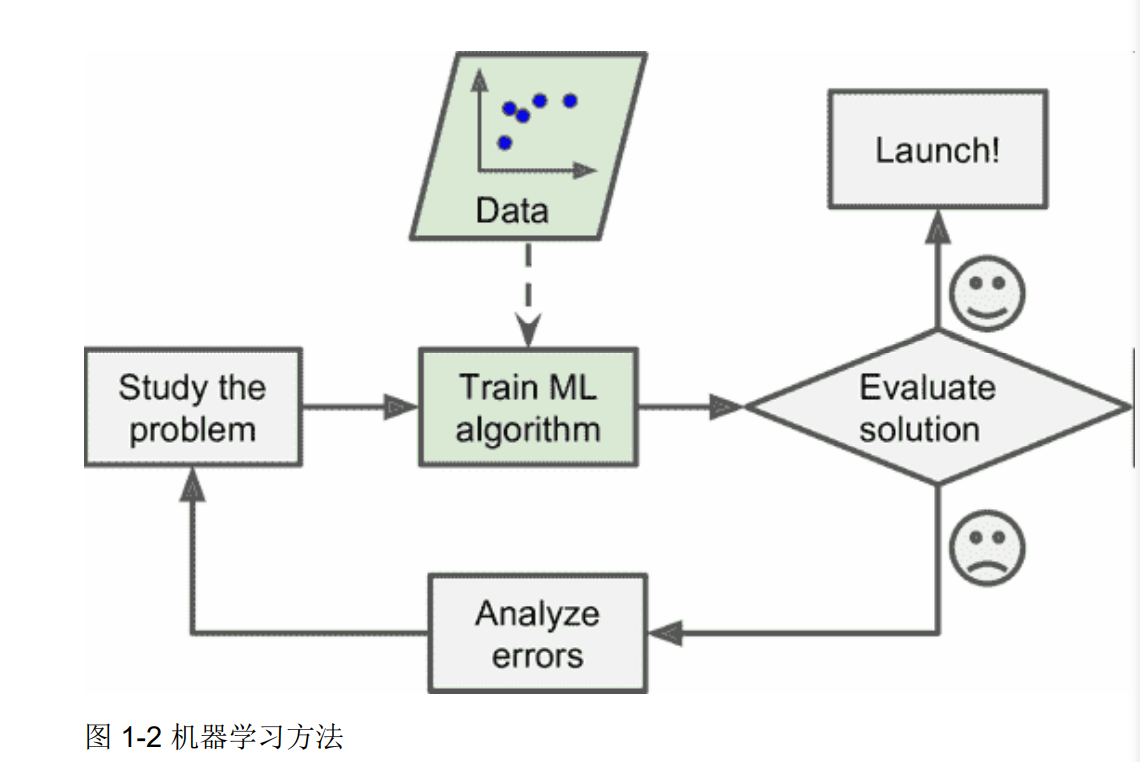 Data
Launch!
Study the
problem
Train ML
algorithm
Evaluate
solution
Analyze
errors
图 1-2 机器学习方法